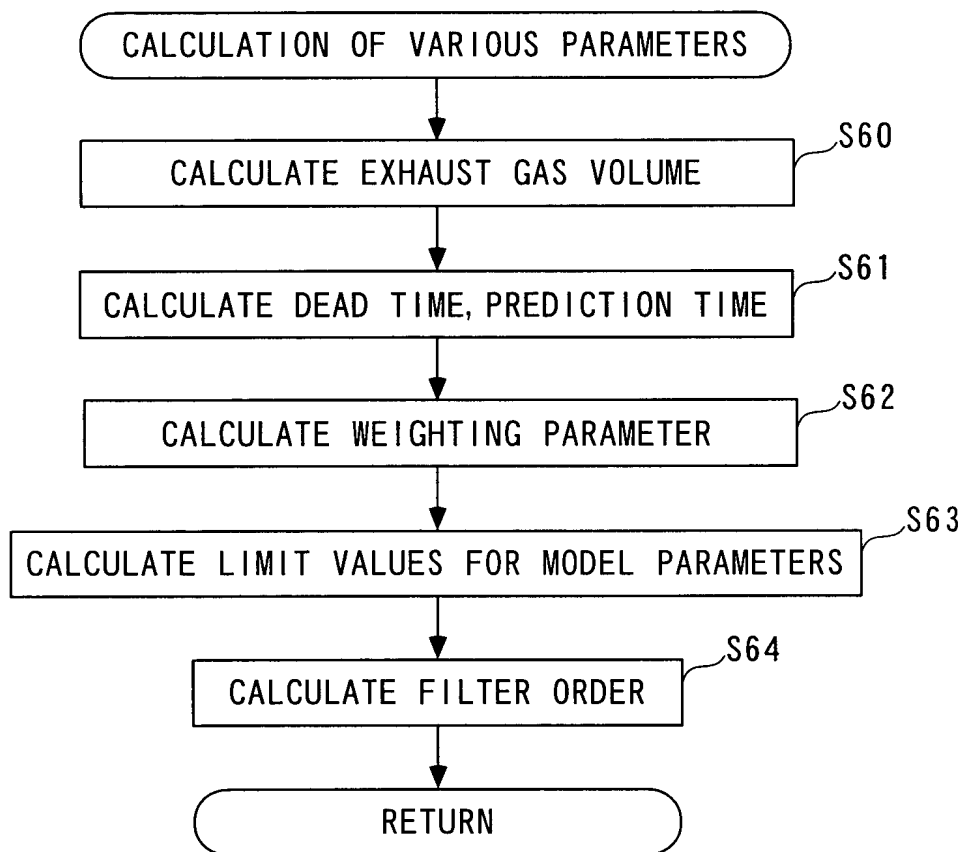 CALCULATION OF VARIOUS PARAMETERS
S60
CALCULATE EXHAUST GAS VOLUME
S61
CALCULATE DEAD TIME, PREDICTION TIME
S62
CALCULATE WEIGHTING PARAMETER
S63
CALCULATE LIMIT VALUES FOR MODEL PARAMETERS
S64
CALCULATE FILTER ORDER
RETURN